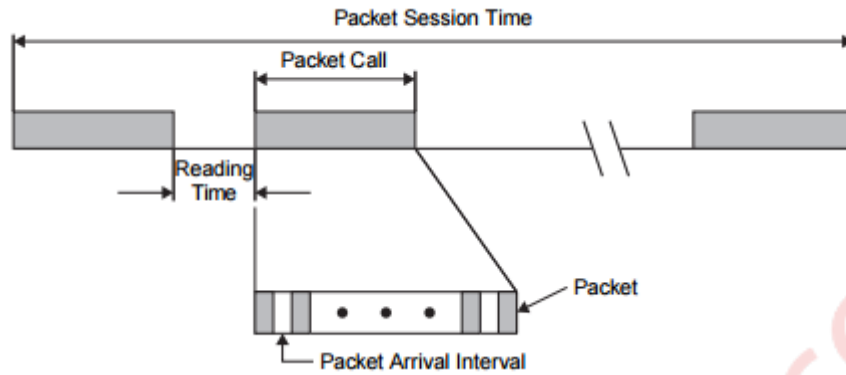 Packet Session Time
Packet Call
Reading
Time
Packet
Packet Arrival Interval